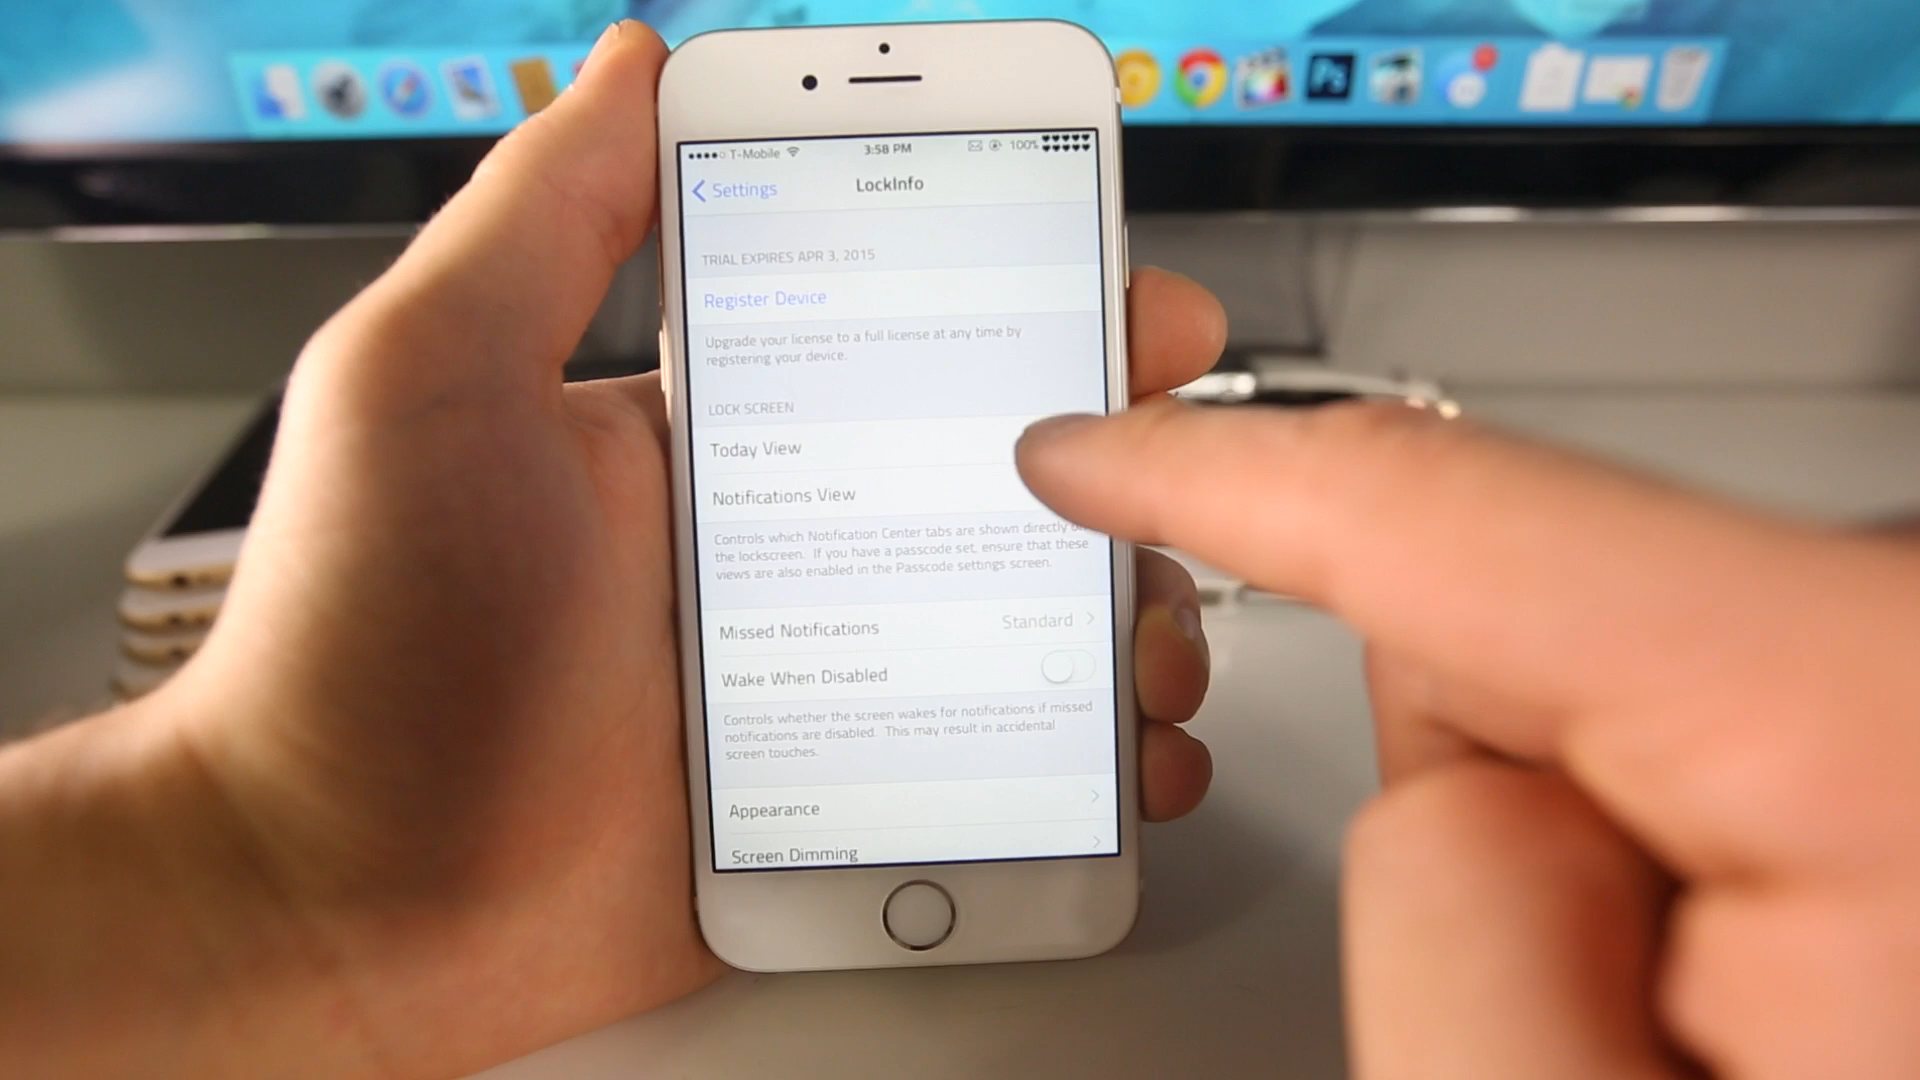 T-Mobile 3:58 PM 100%
Settings LockInfo
TRIAL EXPIRES APR 3, 2015
Register Device
Upgrade your license to a full license at any time by
registering your device.
LOCK SCREEN
Today View
Notifications View
Controls which Notification Center tabs are shown directly
the lockscreen. If you have a passcode set, ensure that these
views are also enabled in the Passcode settings screen.
Missed Notifications Standard
Wake When Disabled
Controls whether the screen wakes for notifications if missed
notifications are disabled. This may result in accidental
screen touches.
Appearance
Screen Dimming
Ps